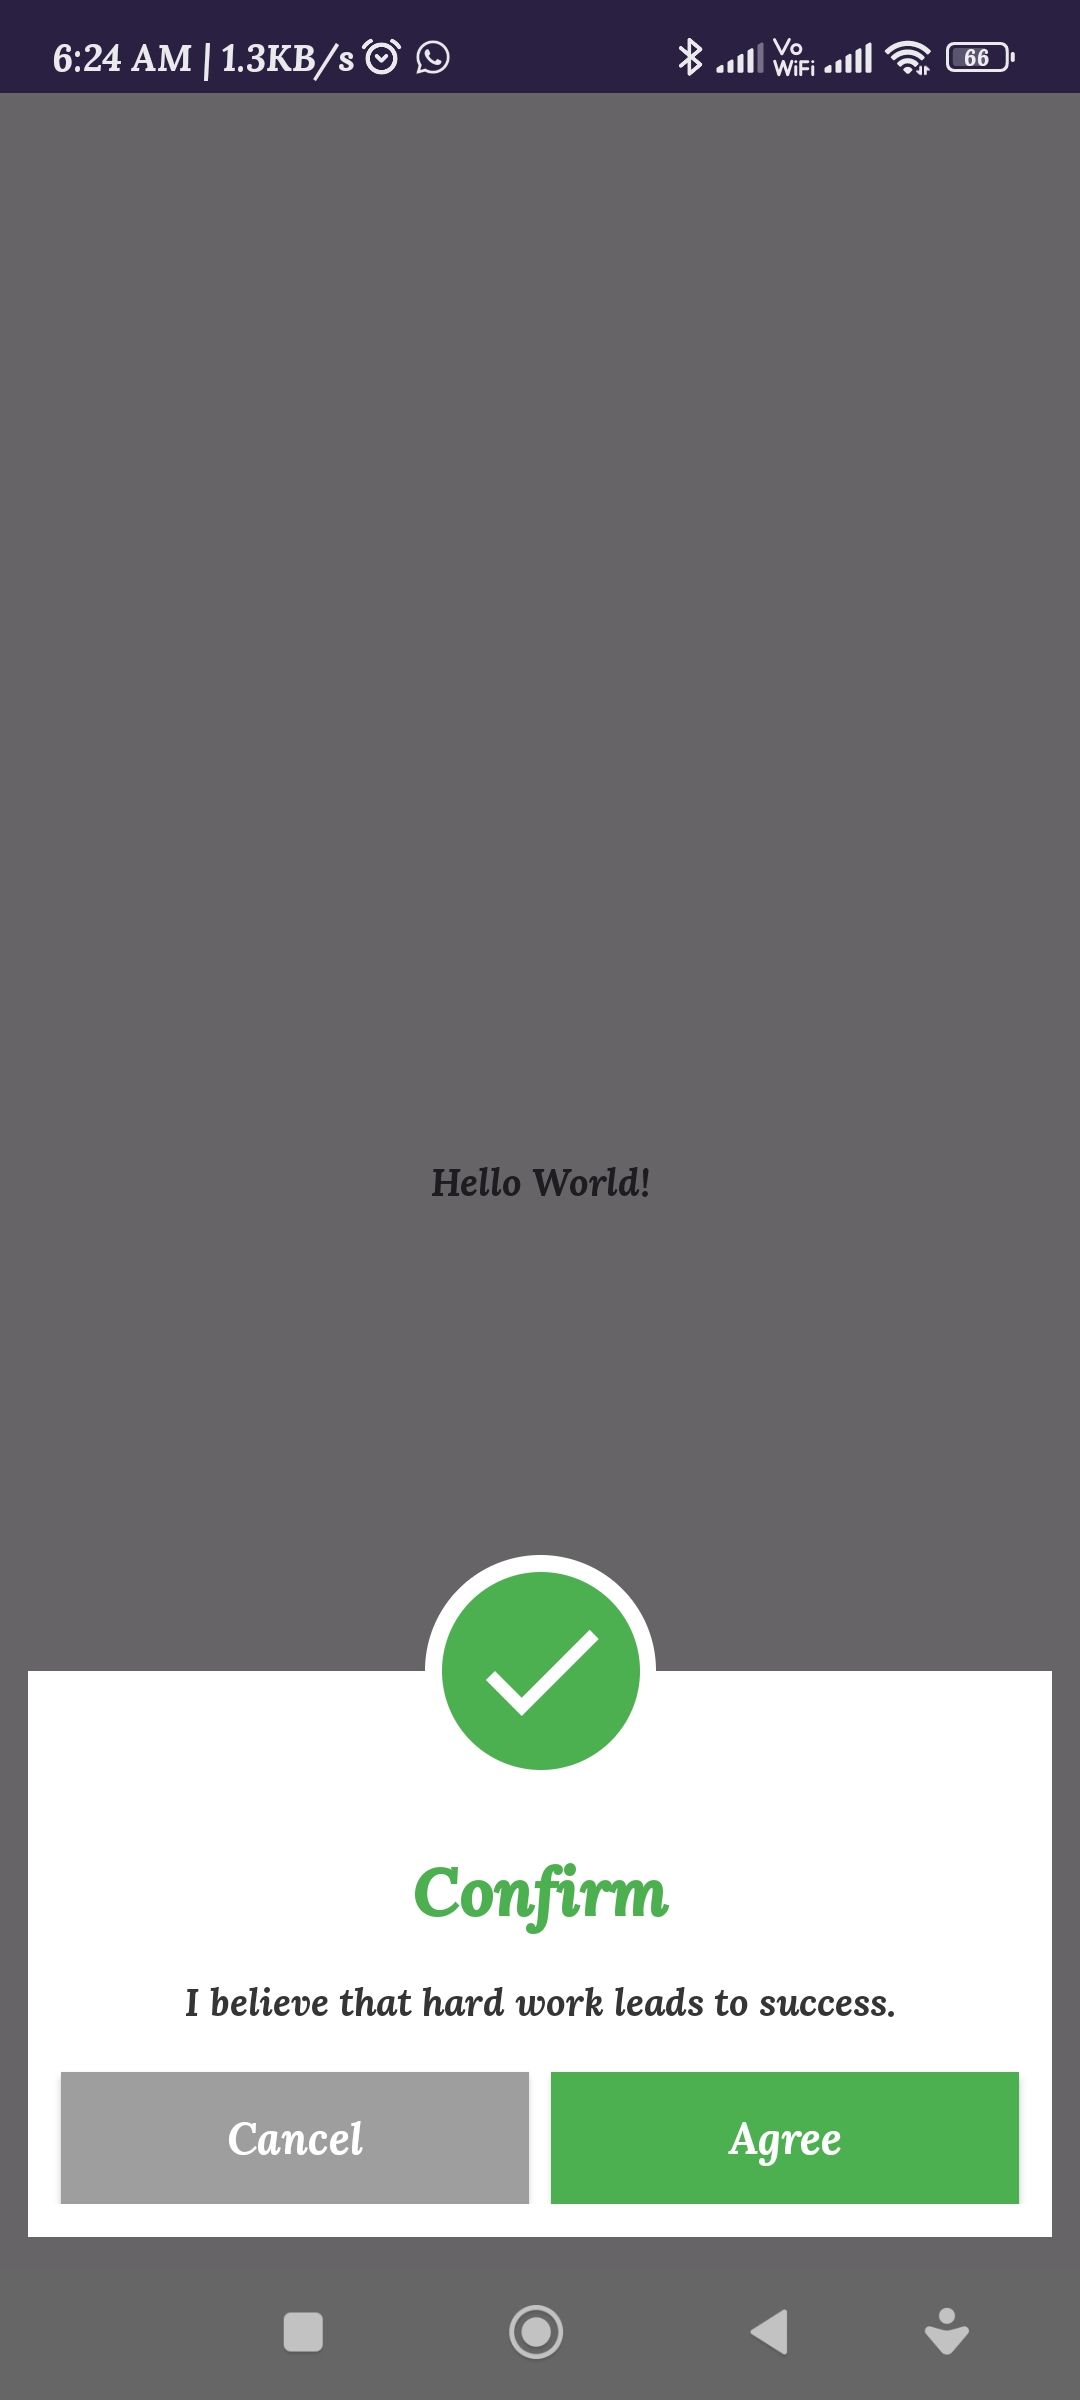 6:24 AM | 1.3KB/s
Vo
WiFi
66
Hello World!
Confirm
I believe that hard work leads to success.
Cancel
Agree